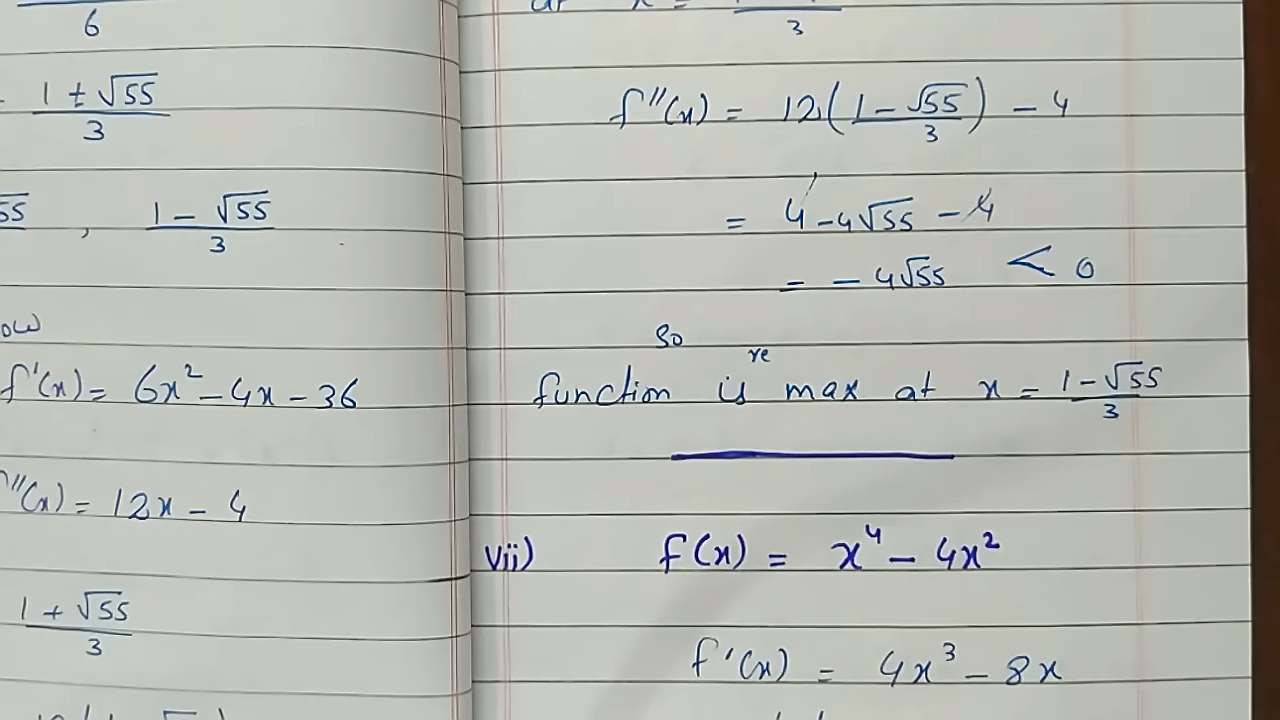 6
1 ± √55
3
, 1 - √55
3
f'(x) = 6x² - 4x - 36
f''(x) = 12x - 4
1 + √55
3
3
f''(x) = 12(1 - √55 / 3) - 4
= 4 - 4√55 - 4
= - 4√55 < 0
So
re
function is max at x = 1 - √55 / 3
vii) f(x) = x⁴ - 4x²
f'(x) = 4x³ - 8x